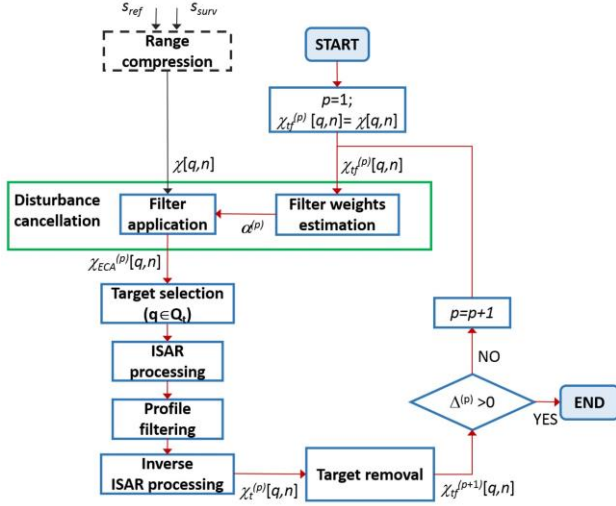 s_ref s_surv
Range
compression
START
p=1;
χ_tf^(p) [q,n]= χ[q,n]
χ[q,n]
χ_tf^(p)[q,n]
Disturbance
cancellation
Filter
application
α^(p)
Filter weights
estimation
χ_ECA^(p)[q,n]
Target selection
(q∈Q_t)
p=p+1
ISAR
processing
NO
Δ^(p) >0
END
YES
Profile
filtering
Inverse
ISAR processing
χ_t^(p)[q,n]
Target removal
χ_tf^(p+1)[q,n]